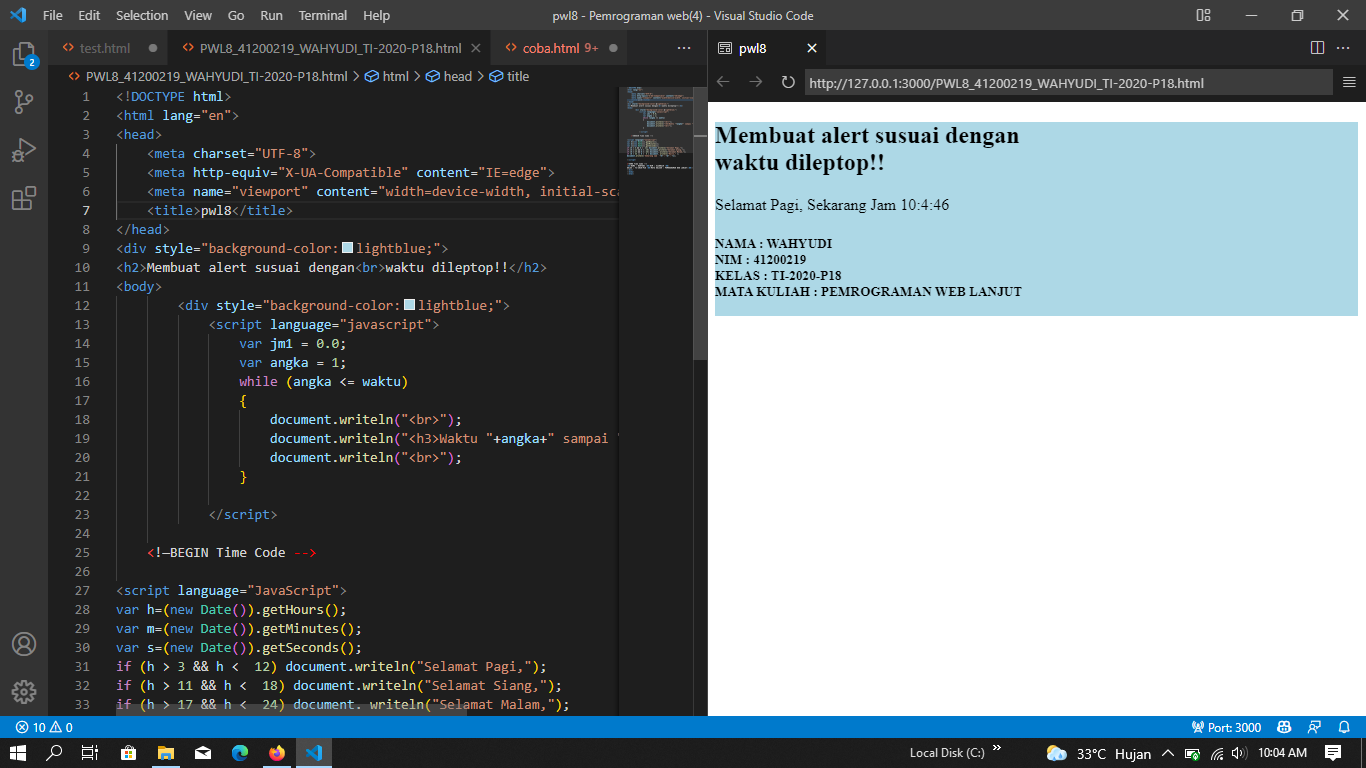 File Edit Selection View Go Run Terminal Help
pwl8 - Pemrograman web(4) - Visual Studio Code
test.html
PWL8_41200219_WAHYUDI_TI-2020-P18.html
coba.html 9+
pwl8
PWL8_41200219_WAHYUDI_TI-2020-P18.html > html > head > title
http://127.0.0.1:3000/PWL8_41200219_WAHYUDI_TI-2020-P18.html
2
1 <!DOCTYPE html>
2 <html lang="en">
3 <head>
4 <meta charset="UTF-8">
5 <meta http-equiv="X-UA-Compatible" content="IE=edge">
6 <meta name="viewport" content="width=device-width, initial-sca
7 <title>pwl8</title>
8 </head>
9 <div style="background-color: lightblue;">
10 <h2>Membuat alert susuai dengan<br>waktu dileptop!!</h2>
11 <body>
12 <div style="background-color: lightblue;">
13 <script language="javascript">
14 var jm1 = 0.0;
15 var angka = 1;
16 while (angka <= waktu)
17 {
18 document.writeln("<br>");
19 document.writeln("<h3>Waktu "+angka+" sampai "
20 document.writeln("<br>");
21 }
22
23 </script>
24
25 <!—BEGIN Time Code -->
26
27 <script language="JavaScript">
28 var h=(new Date()).getHours();
29 var m=(new Date()).getMinutes();
30 var s=(new Date()).getSeconds();
31 if (h > 3 && h <  12) document.writeln("Selamat Pagi,");
32 if (h > 11 && h <  18) document.writeln("Selamat Siang,");
33 if (h > 17 && h <  24) document. writeln("Selamat Malam,");
Membuat alert susuai dengan
waktu dileptop!!
Selamat Pagi, Sekarang Jam 10:4:46
NAMA : WAHYUDI
NIM : 41200219
KELAS : TI-2020-P18
MATA KULIAH : PEMROGRAMAN WEB LANJUT
10 0
Port: 3000
Local Disk (C:)
33°C Hujan
10:04 AM